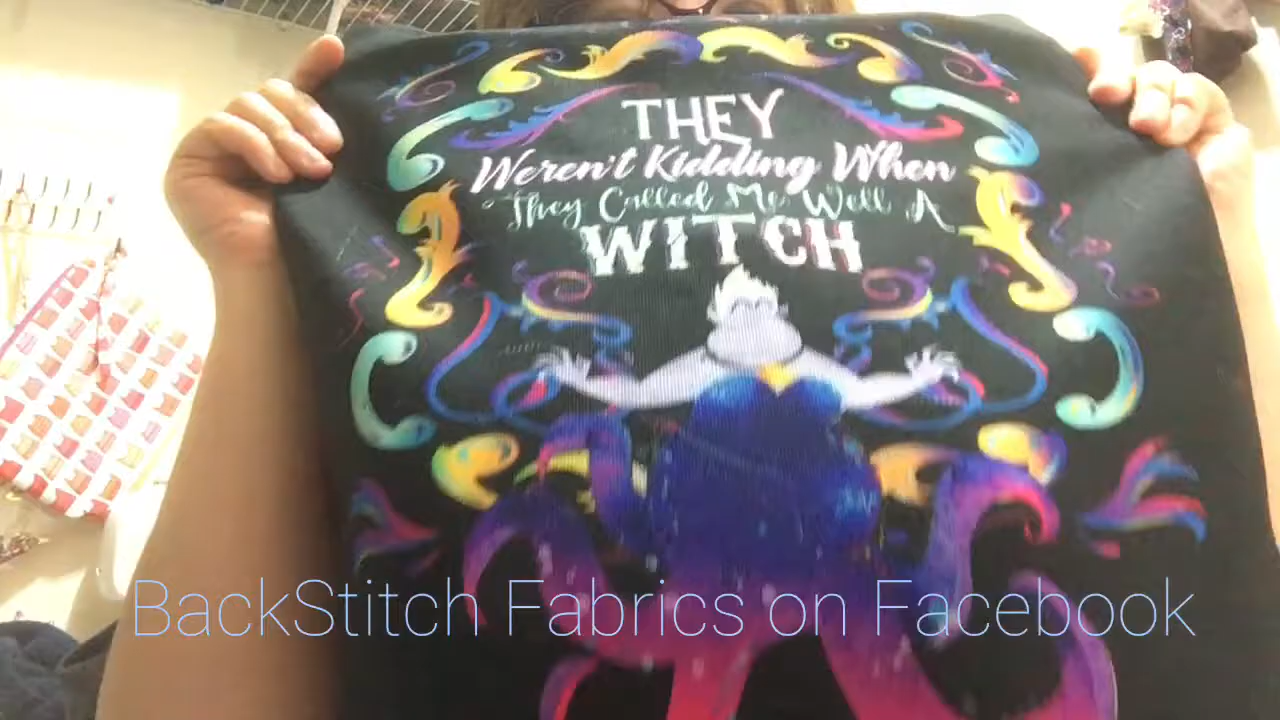 THEY
Weren't Kidding When
They Called Me Well A
WITCH
BackStitch Fabrics on Facebook